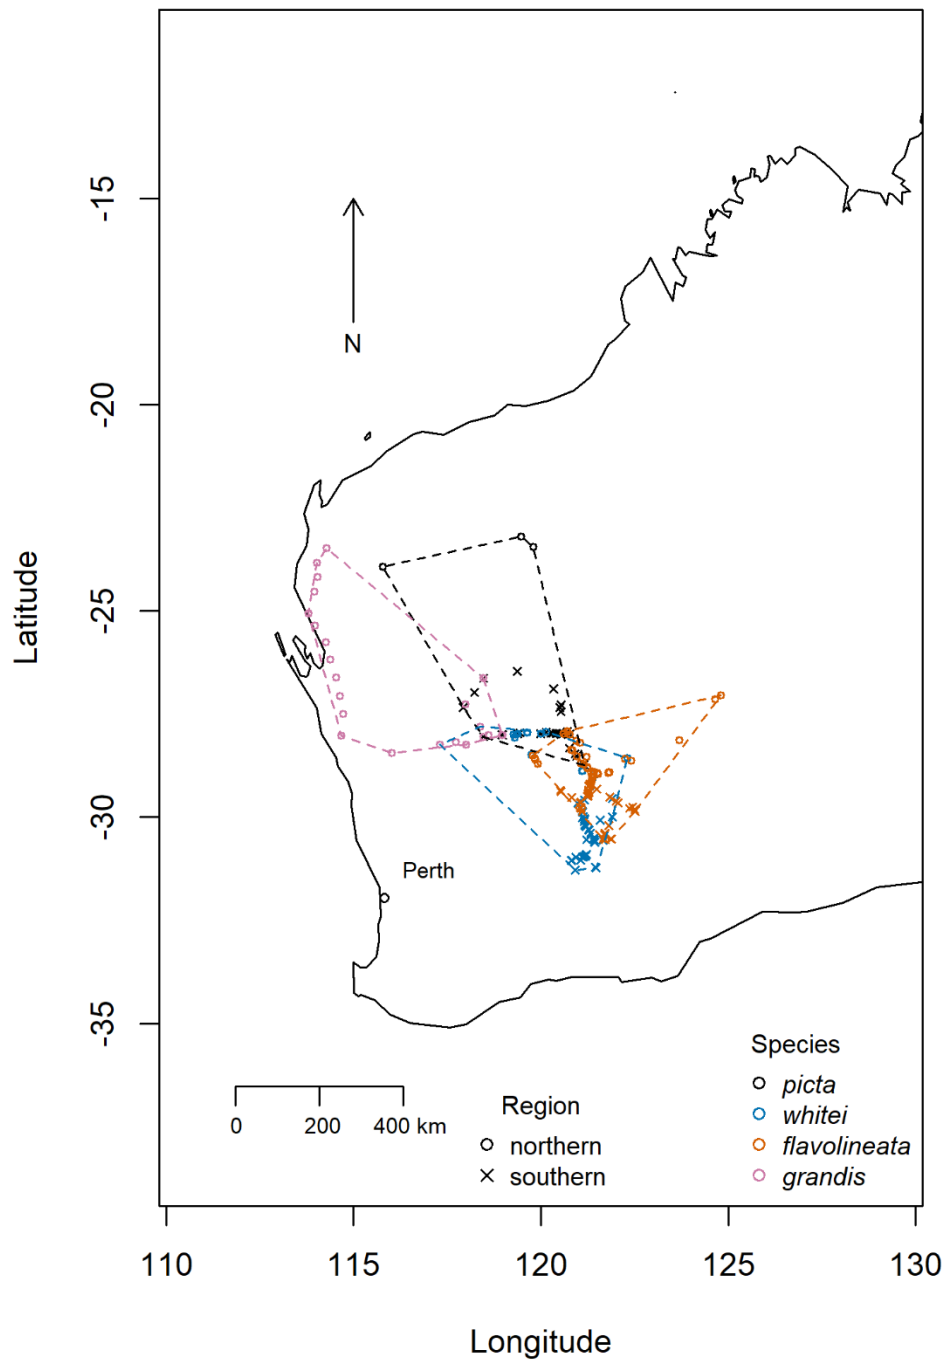 -15
N
-20
Latitude
-25
-30
Perth
-35
Species
picta
whitei
flavolineata
grandis
Region
northern
southern
0 200 400 km
110 115 120 125 130
Longitude